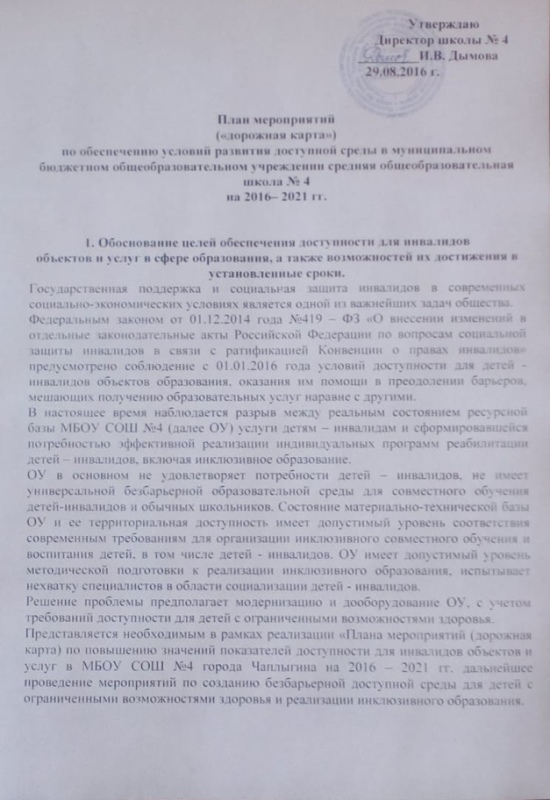 Утверждаю
Директор школы № 4
И.В. Дымова
29.08.2016 г.
План мероприятий
(«дорожная карта»)
по обеспечению условий развития доступной среды в муниципальном
бюджетном общеобразовательном учреждении средняя общеобразовательная
школа № 4
на 2016– 2021 гг.
1. Обоснование целей обеспечения доступности для инвалидов
объектов и услуг в сфере образования, а также возможностей их достижения в
установленные сроки.
Государственная поддержка и социальная защита инвалидов в современных
социально-экономических условиях является одной из важнейших задач общества.
Федеральным законом от 01.12.2014 года №419 – ФЗ «О внесении изменений в
отдельные законодательные акты Российской Федерации по вопросам социальной
защиты инвалидов в связи с ратификацией Конвенции о правах инвалидов»
предусмотрено соблюдение с 01.01.2016 года условий доступности для детей -
инвалидов объектов образования, оказания им помощи в преодолении барьеров,
мешающих получению образовательных услуг наравне с другими.
В настоящее время наблюдается разрыв между реальным состоянием ресурсной
базы МБОУ СОШ №4 (далее ОУ) услуги детям – инвалидам и сформировавшейся
потребностью эффективной реализации индивидуальных программ реабилитации
детей – инвалидов, включая инклюзивное образование.
ОУ в основном не удовлетворяет потребности детей – инвалидов, не имеет
универсальной безбарьерной образовательной среды для совместного обучения
детей-инвалидов и обычных школьников. Состояние материально-технической базы
ОУ и ее территориальная доступность имеет допустимый уровень соответствия
современным требованиям для организации инклюзивного совместного обучения и
воспитания детей, в том числе детей - инвалидов. ОУ имеет допустимый уровень
методической подготовки к реализации инклюзивного образования, испытывает
нехватку специалистов в области социализации детей - инвалидов.
Решение проблемы предполагает модернизацию и дооборудование ОУ, с учетом
требований доступности для детей с ограниченными возможностями здоровья.
Представляется необходимым в рамках реализации «Плана мероприятий (дорожная
карта) по повышению значений показателей доступности для инвалидов объектов и
услуг в МБОУ СОШ №4 города Чаплыгина на 2016 – 2021 гг. дальнейшее
проведение мероприятий по созданию безбарьерной доступной среды для детей с
ограниченными возможностями здоровья и реализации инклюзивного образования.